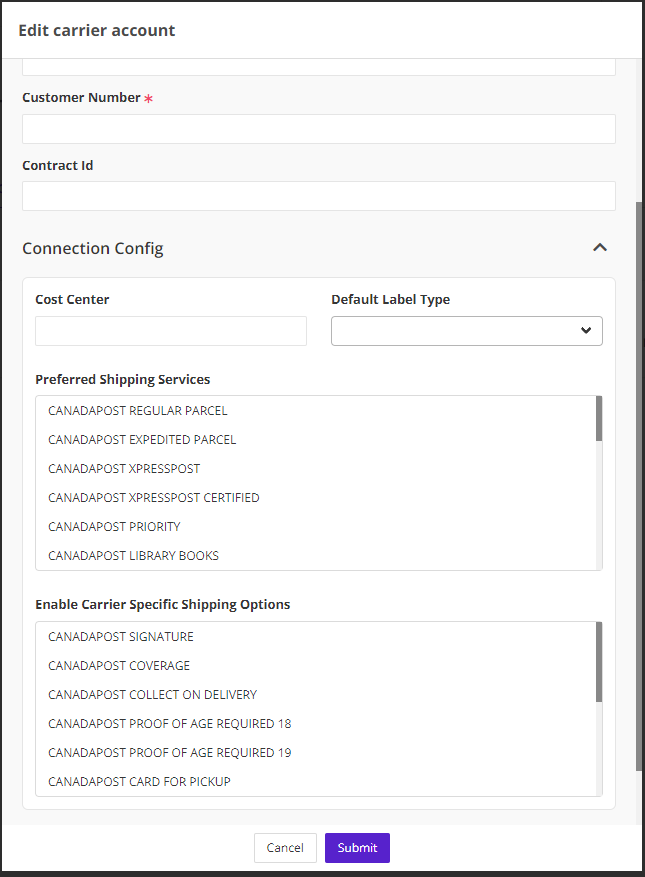 Edit carrier account
Customer Number *
Contract Id
Connection Config
Cost Center
Default Label Type
Preferred Shipping Services
CANADAPOST REGULAR PARCEL
CANADAPOST EXPEDITED PARCEL
CANADAPOST XPRESSPOST
CANADAPOST XPRESSPOST CERTIFIED
CANADAPOST PRIORITY
CANADAPOST LIBRARY BOOKS
Enable Carrier Specific Shipping Options
CANADAPOST SIGNATURE
CANADAPOST COVERAGE
CANADAPOST COLLECT ON DELIVERY
CANADAPOST PROOF OF AGE REQUIRED 18
CANADAPOST PROOF OF AGE REQUIRED 19
CANADAPOST CARD FOR PICKUP
Cancel
Submit